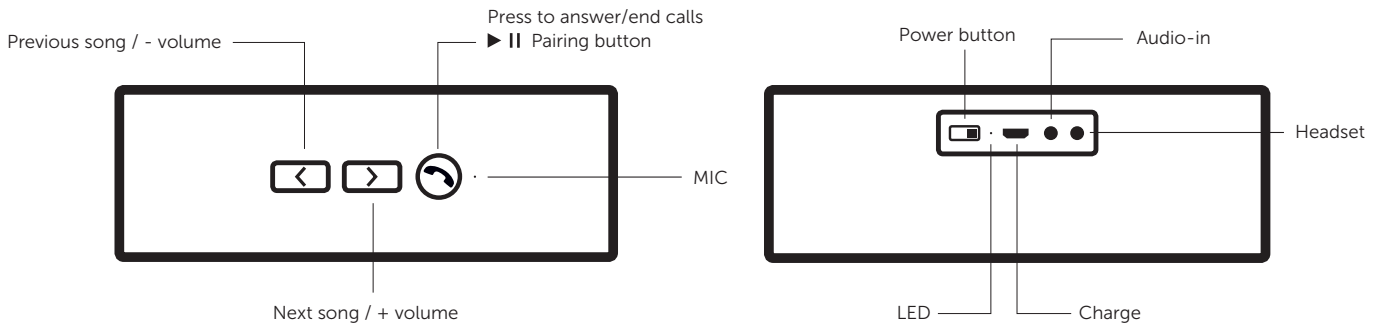 Press to answer/end calls
Previous song / - volume
▶ II Pairing button
MIC
Next song / + volume
Power button
Audio-in
Headset
LED
Charge